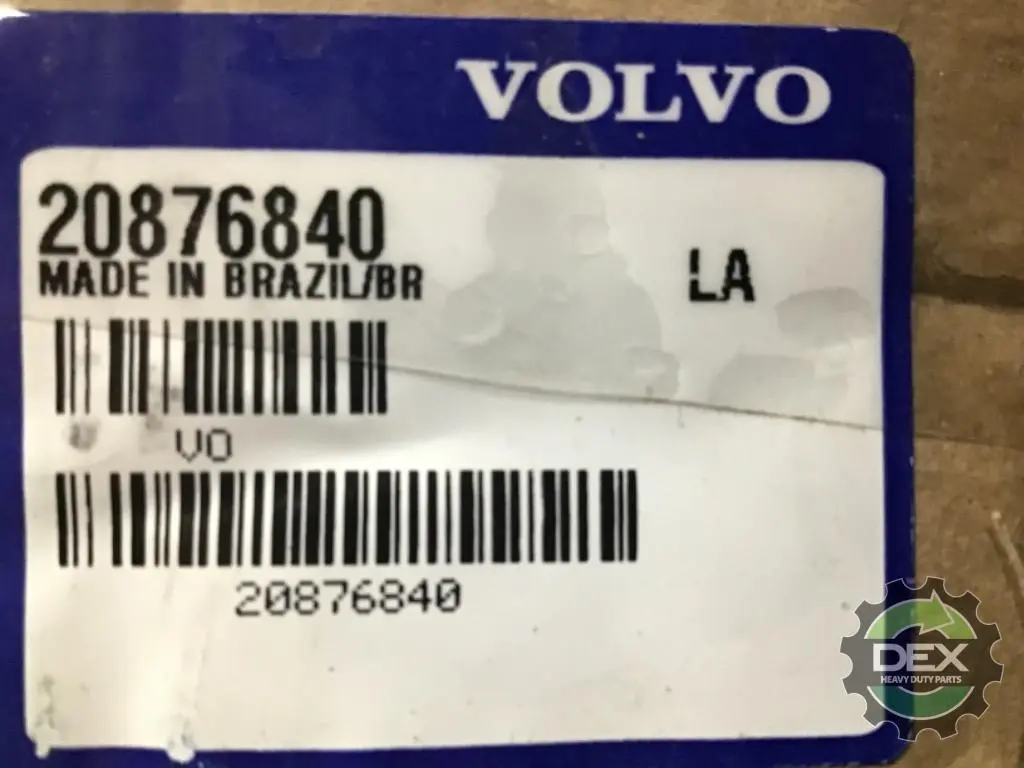 VOLVO
20876840
MADE IN BRAZIL/BR
LA
VO
20876840
DEX
HEAVY DUTY PARTS